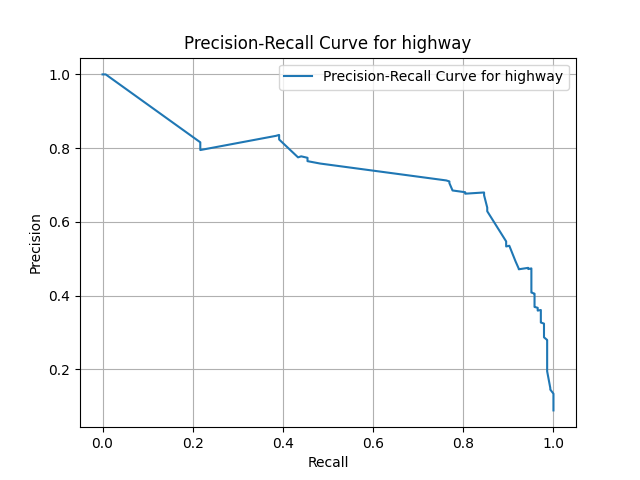 Precision-Recall Curve for highway
Precision-Recall Curve for highway
1.0
0.8
0.6
0.4
0.2
Precision
0.0 0.2 0.4 0.6 0.8 1.0
Recall